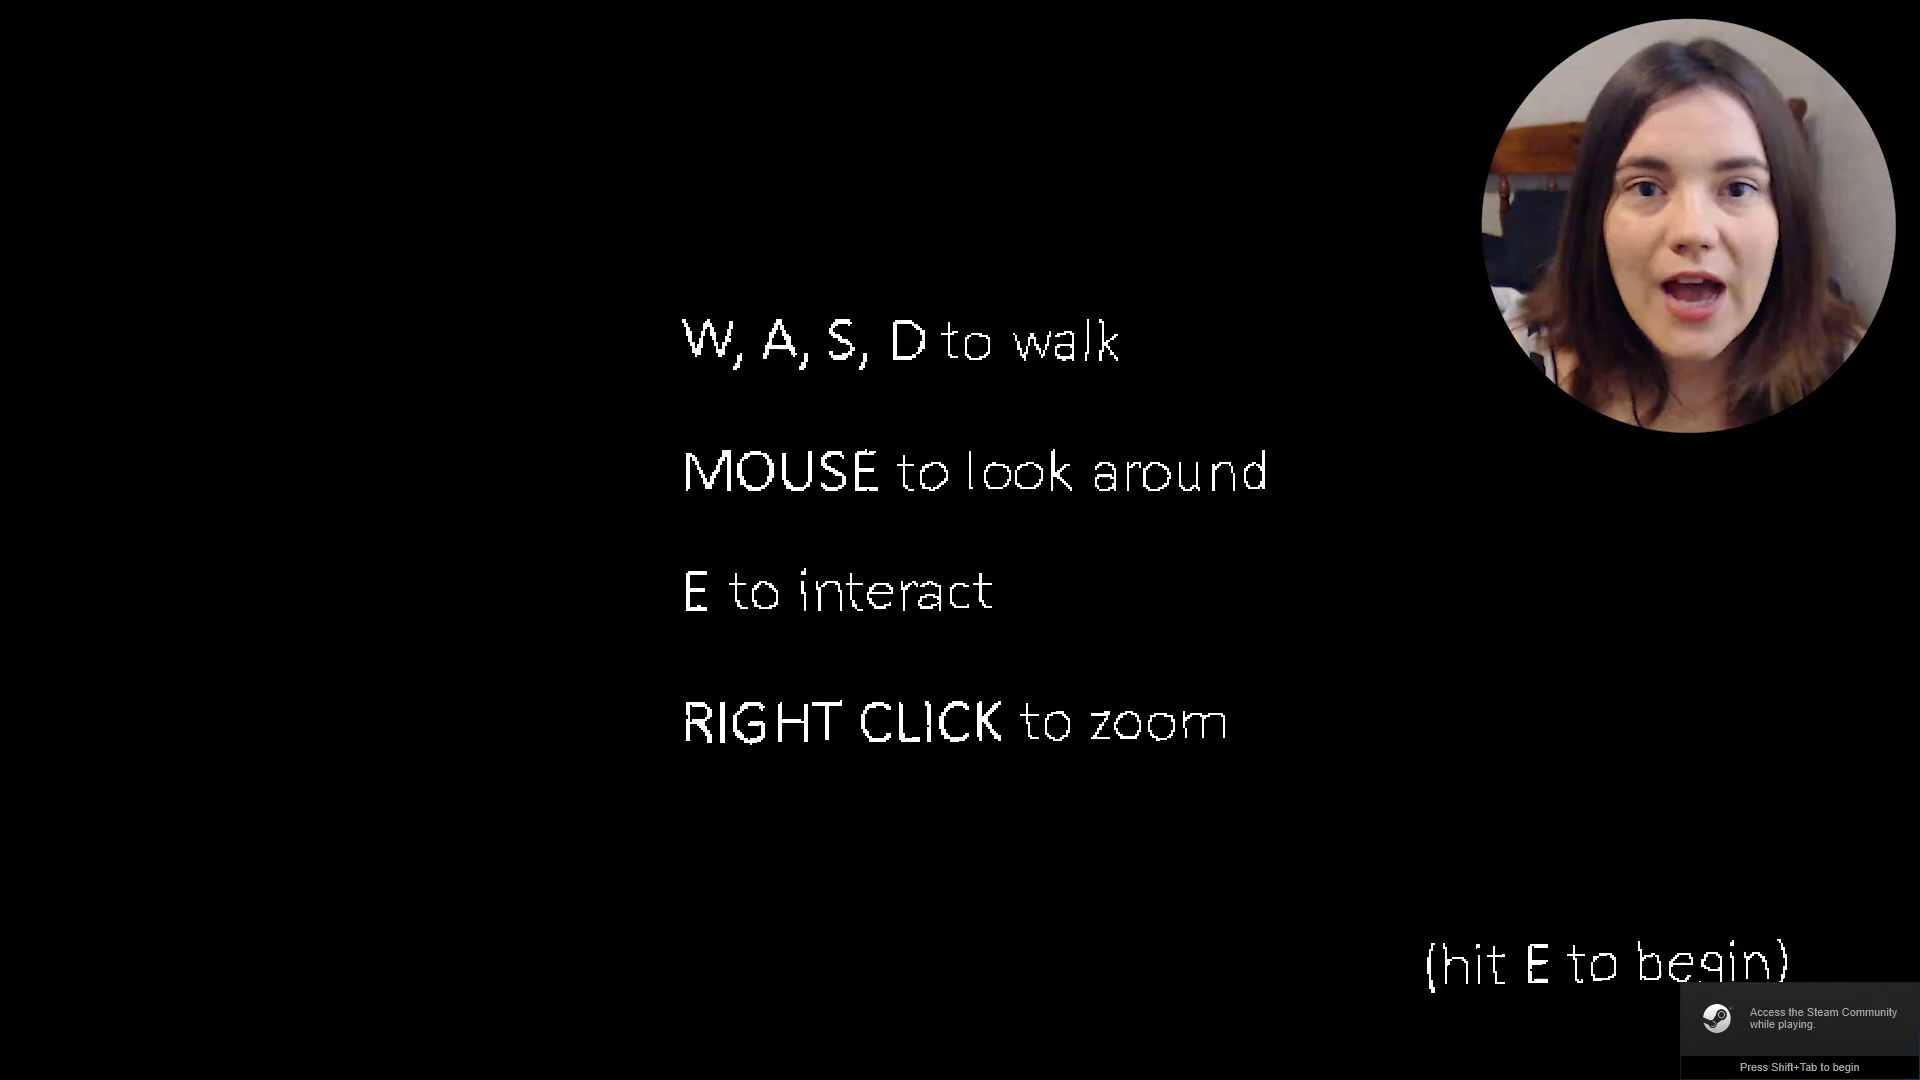 W, A, S, D to walk
MOUSE to look around
E to interact
RIGHT CLICK to zoom
(hit E to begin)
Access the Steam Community
while playing.
Press Shift+Tab to begin